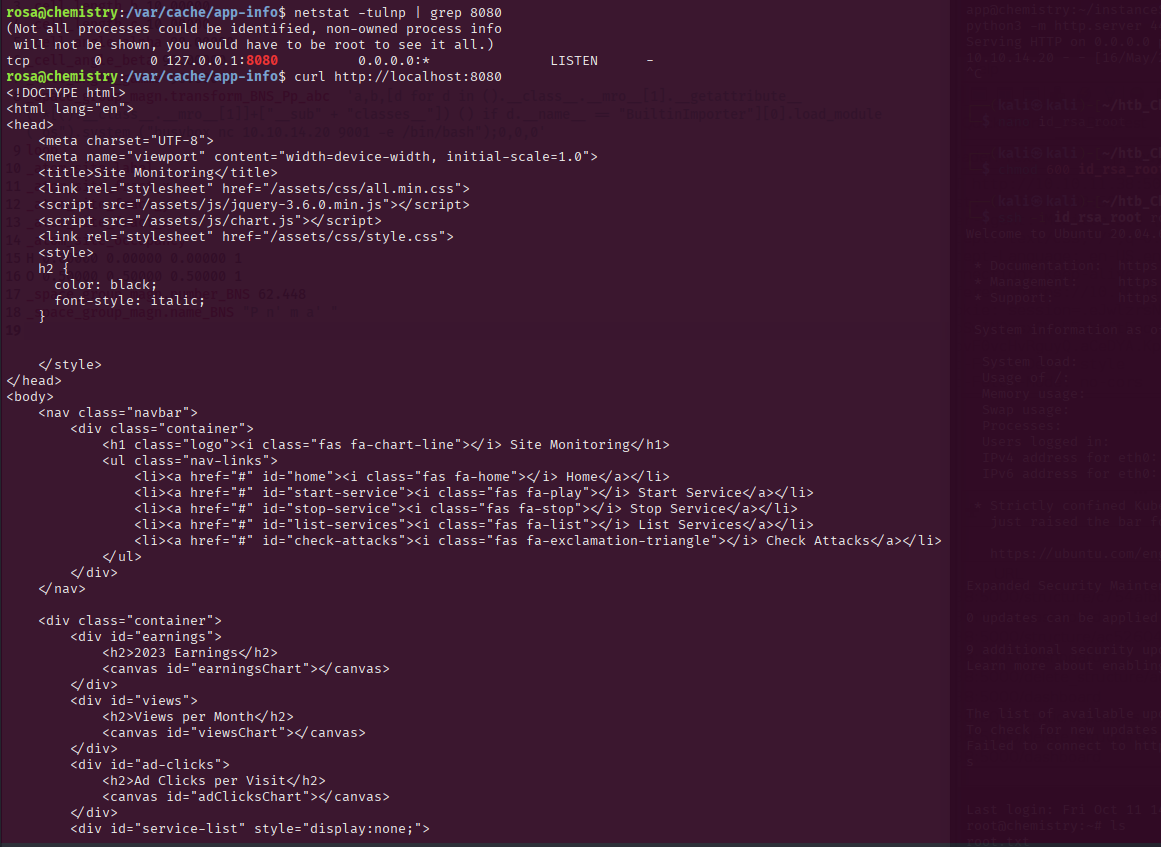 rosa@chemistry:/var/cache/app-info$ netstat -tulnp | grep 8080
(Not all processes could be identified, non-owned process info
 will not be shown, you would have to be root to see it all.)
tcp        0      0 127.0.0.1:8080          0.0.0.0:*               LISTEN      -
rosa@chemistry:/var/cache/app-info$ curl http://localhost:8080
<!DOCTYPE html>
<html lang="en">
<head>
    <meta charset="UTF-8">
    <meta name="viewport" content="width=device-width, initial-scale=1.0">
    <title>Site Monitoring</title>
    <link rel="stylesheet" href="/assets/css/all.min.css">
    <script src="/assets/js/jquery-3.6.0.min.js"></script>
    <script src="/assets/js/chart.js"></script>
    <link rel="stylesheet" href="/assets/css/style.css">
    <style>
    h2 {
      color: black;
      font-style: italic;
    }
    </style>
</head>
<body>
    <nav class="navbar">
        <div class="container">
            <h1 class="logo"><i class="fas fa-chart-line"></i> Site Monitoring</h1>
            <ul class="nav-links">
                <li><a href="#" id="home"><i class="fas fa-home"></i> Home</a></li>
                <li><a href="#" id="start-service"><i class="fas fa-play"></i> Start Service</a></li>
                <li><a href="#" id="stop-service"><i class="fas fa-stop"></i> Stop Service</a></li>
                <li><a href="#" id="list-services"><i class="fas fa-list"></i> List Services</a></li>
                <li><a href="#" id="check-attacks"><i class="fas fa-exclamation-triangle"></i> Check Attacks</a></li>
            </ul>
        </div>
    </nav>
    <div class="container">
        <div id="earnings">
            <h2>2023 Earnings</h2>
            <canvas id="earningsChart"></canvas>
        </div>
        <div id="views">
            <h2>Views per Month</h2>
            <canvas id="viewsChart"></canvas>
        </div>
        <div id="ad-clicks">
            <h2>Ad Clicks per Visit</h2>
            <canvas id="adClicksChart"></canvas>
        </div>
        <div id="service-list" style="display:none;">